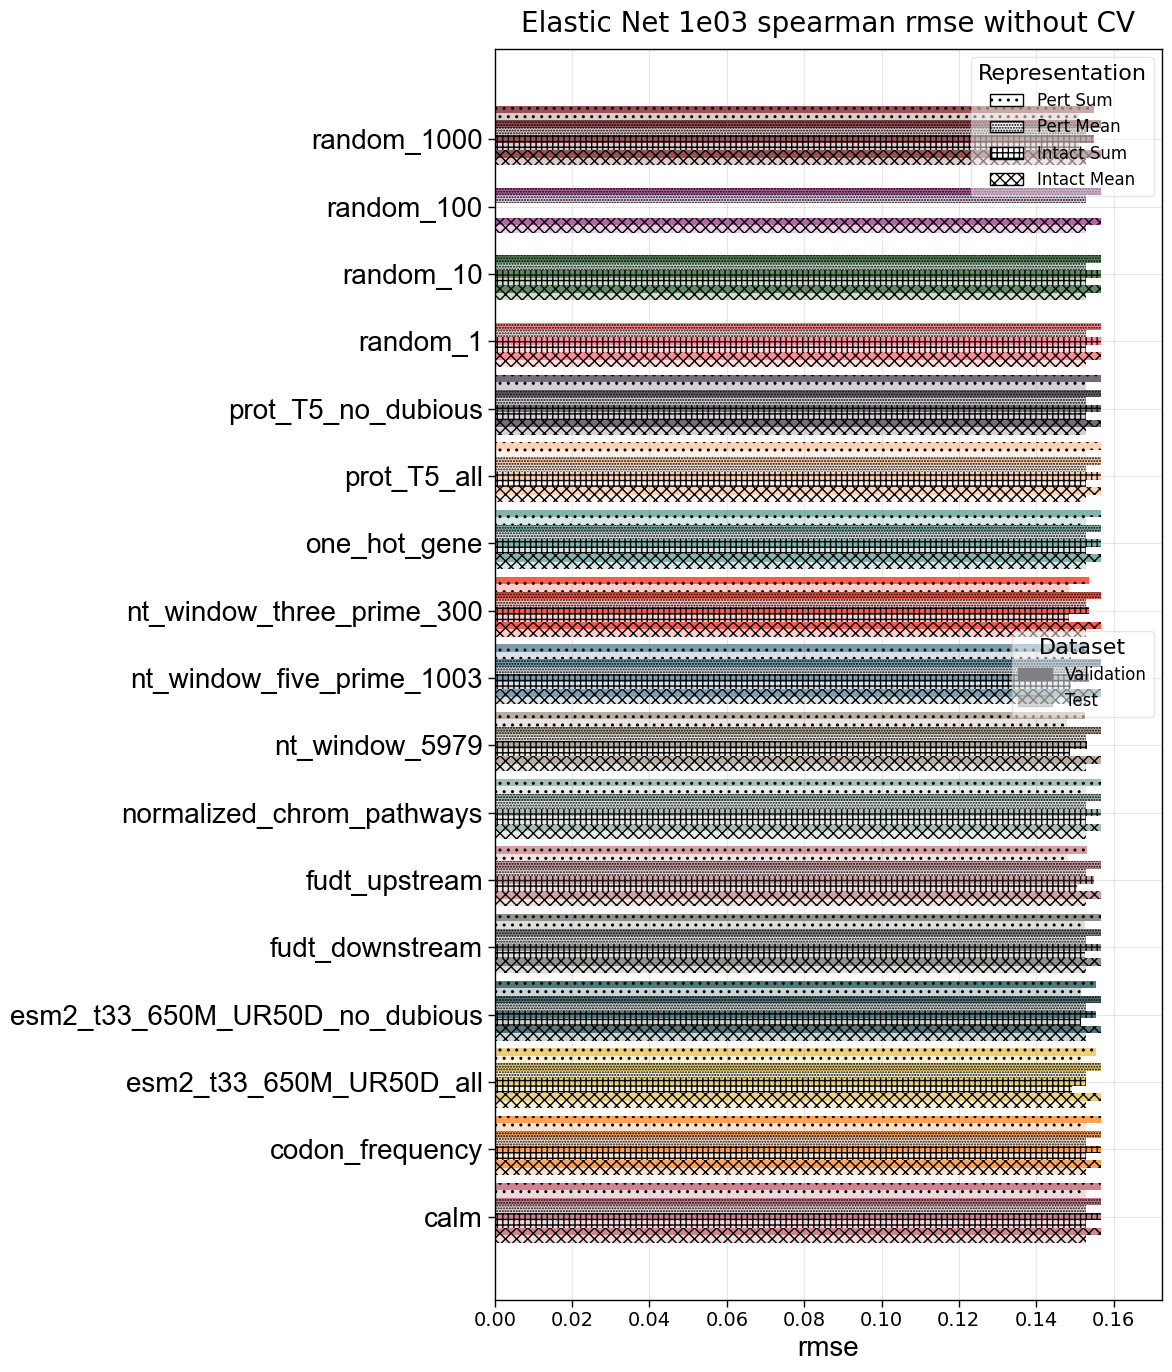 Elastic Net 1e03 spearman rmse without CV
Representation
Pert Sum
Pert Mean
Intact Sum
Intact Mean
random_1000
random_100
random_10
random_1
prot_T5_no_dubious
prot_T5_all
one_hot_gene
nt_window_three_prime_300
Dataset
Validation
Test
nt_window_five_prime_1003
nt_window_5979
normalized_chrom_pathways
fudt_upstream
fudt_downstream
esm2_t33_650M_UR50D_no_dubious
esm2_t33_650M_UR50D_all
codon_frequency
calm
0.00 0.02 0.04 0.06 0.08 0.10 0.12 0.14 0.16
rmse